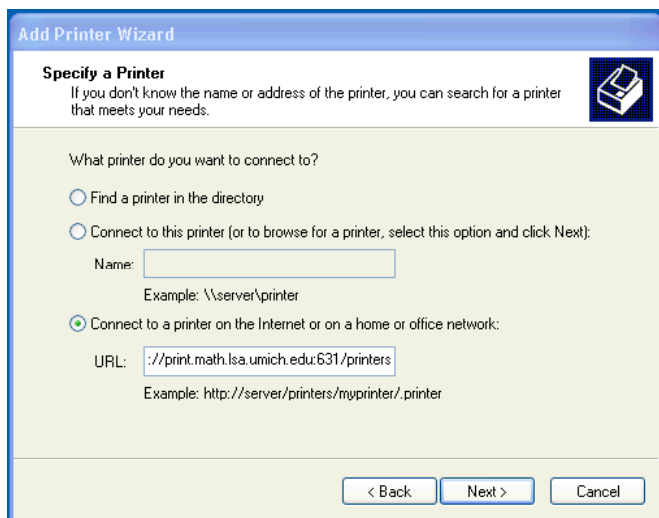 Add Printer Wizard
Specify a Printer
If you don't know the name or address of the printer, you can search for a printer
that meets your needs.
What printer do you want to connect to?
Find a printer in the directory
Connect to this printer (or to browse for a printer, select this option and click Next):
Name:
Example: \\server\printer
Connect to a printer on the Internet or on a home or office network:
URL: ://print.math.lsa.umich.edu:631/printers
Example: http://server/printers/myprinter/.printer
< Back Next > Cancel